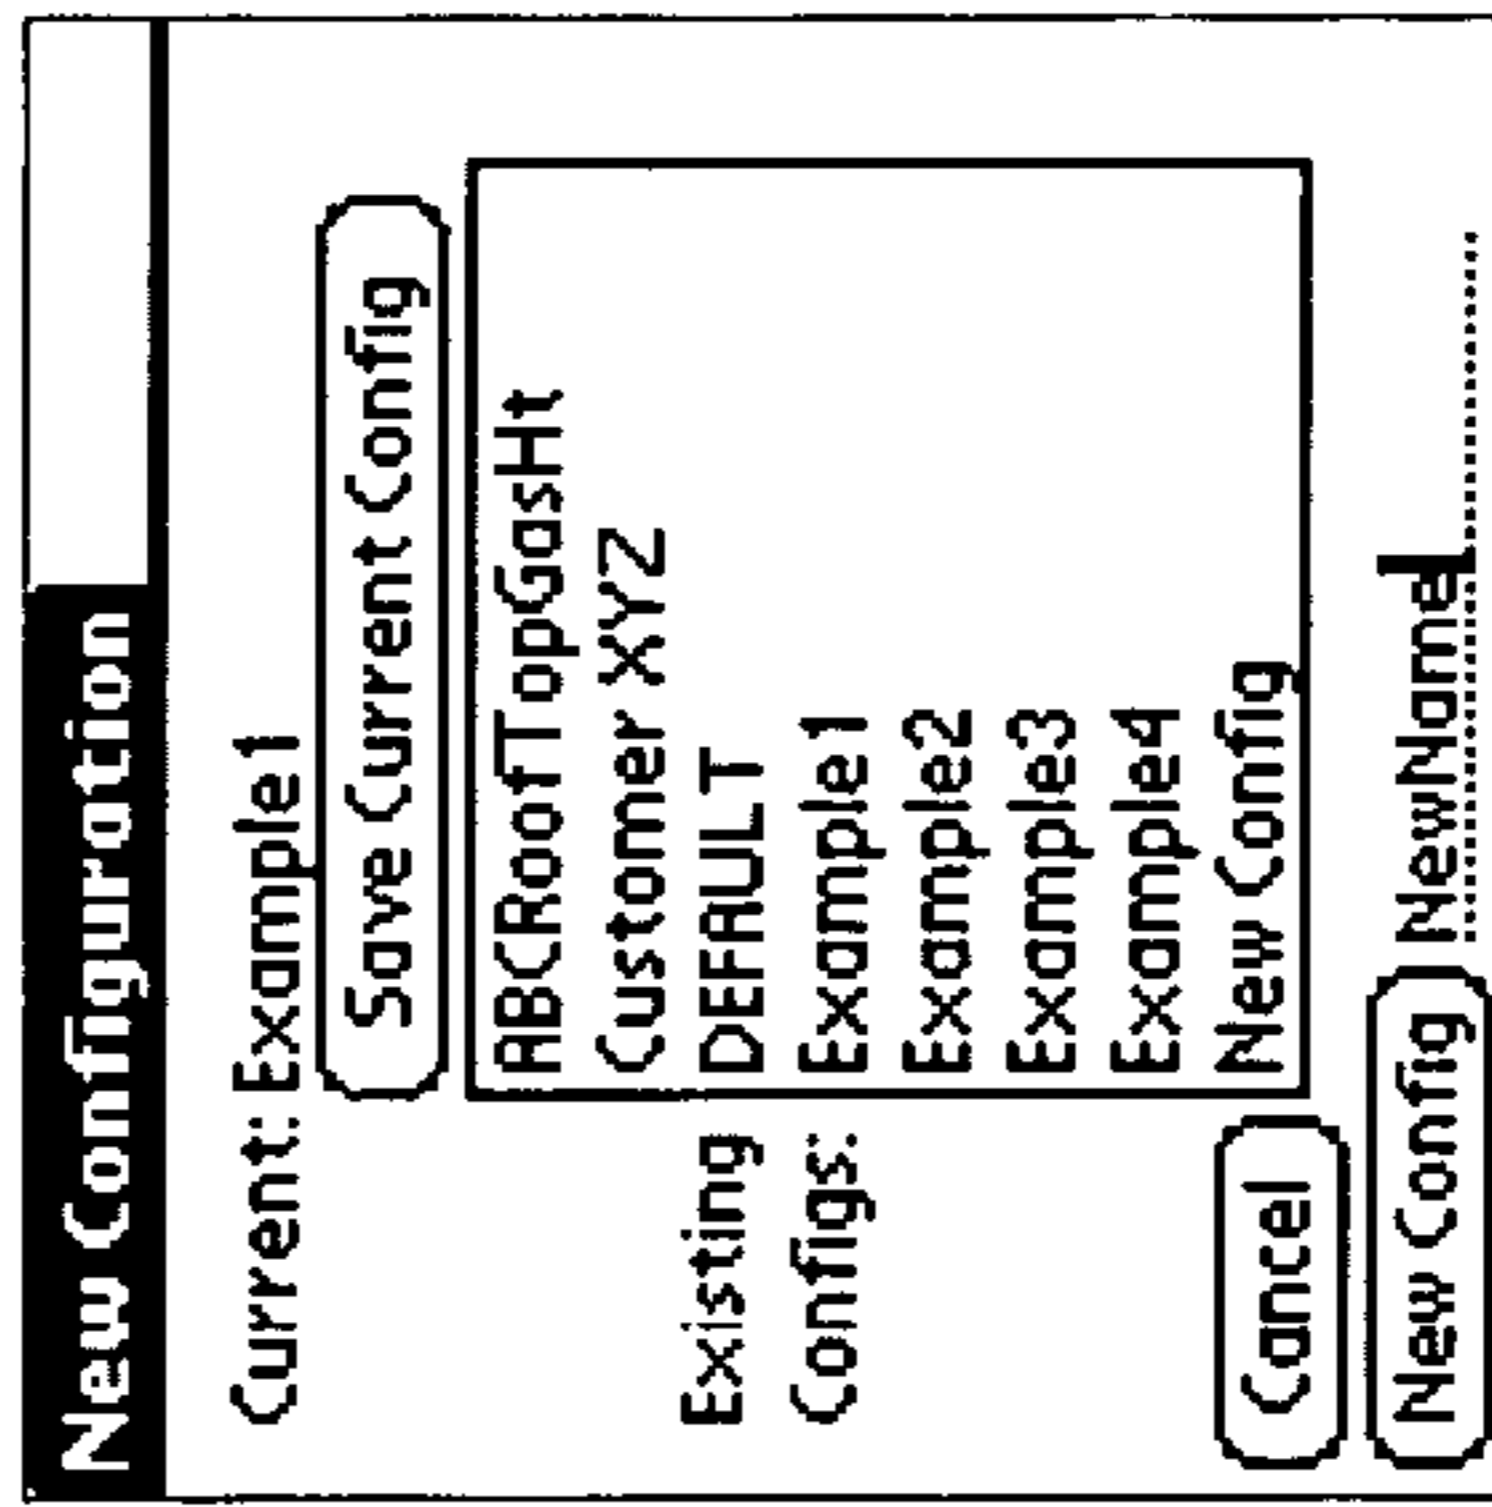 New Configuration
Current: Example1
Save Current Config
Existing
Configs:
ABCRoofTopGasHt
Customer XYZ
DEFAULT
Example1
Example2
Example3
Example4
New Config
Cancel
New Config NewName